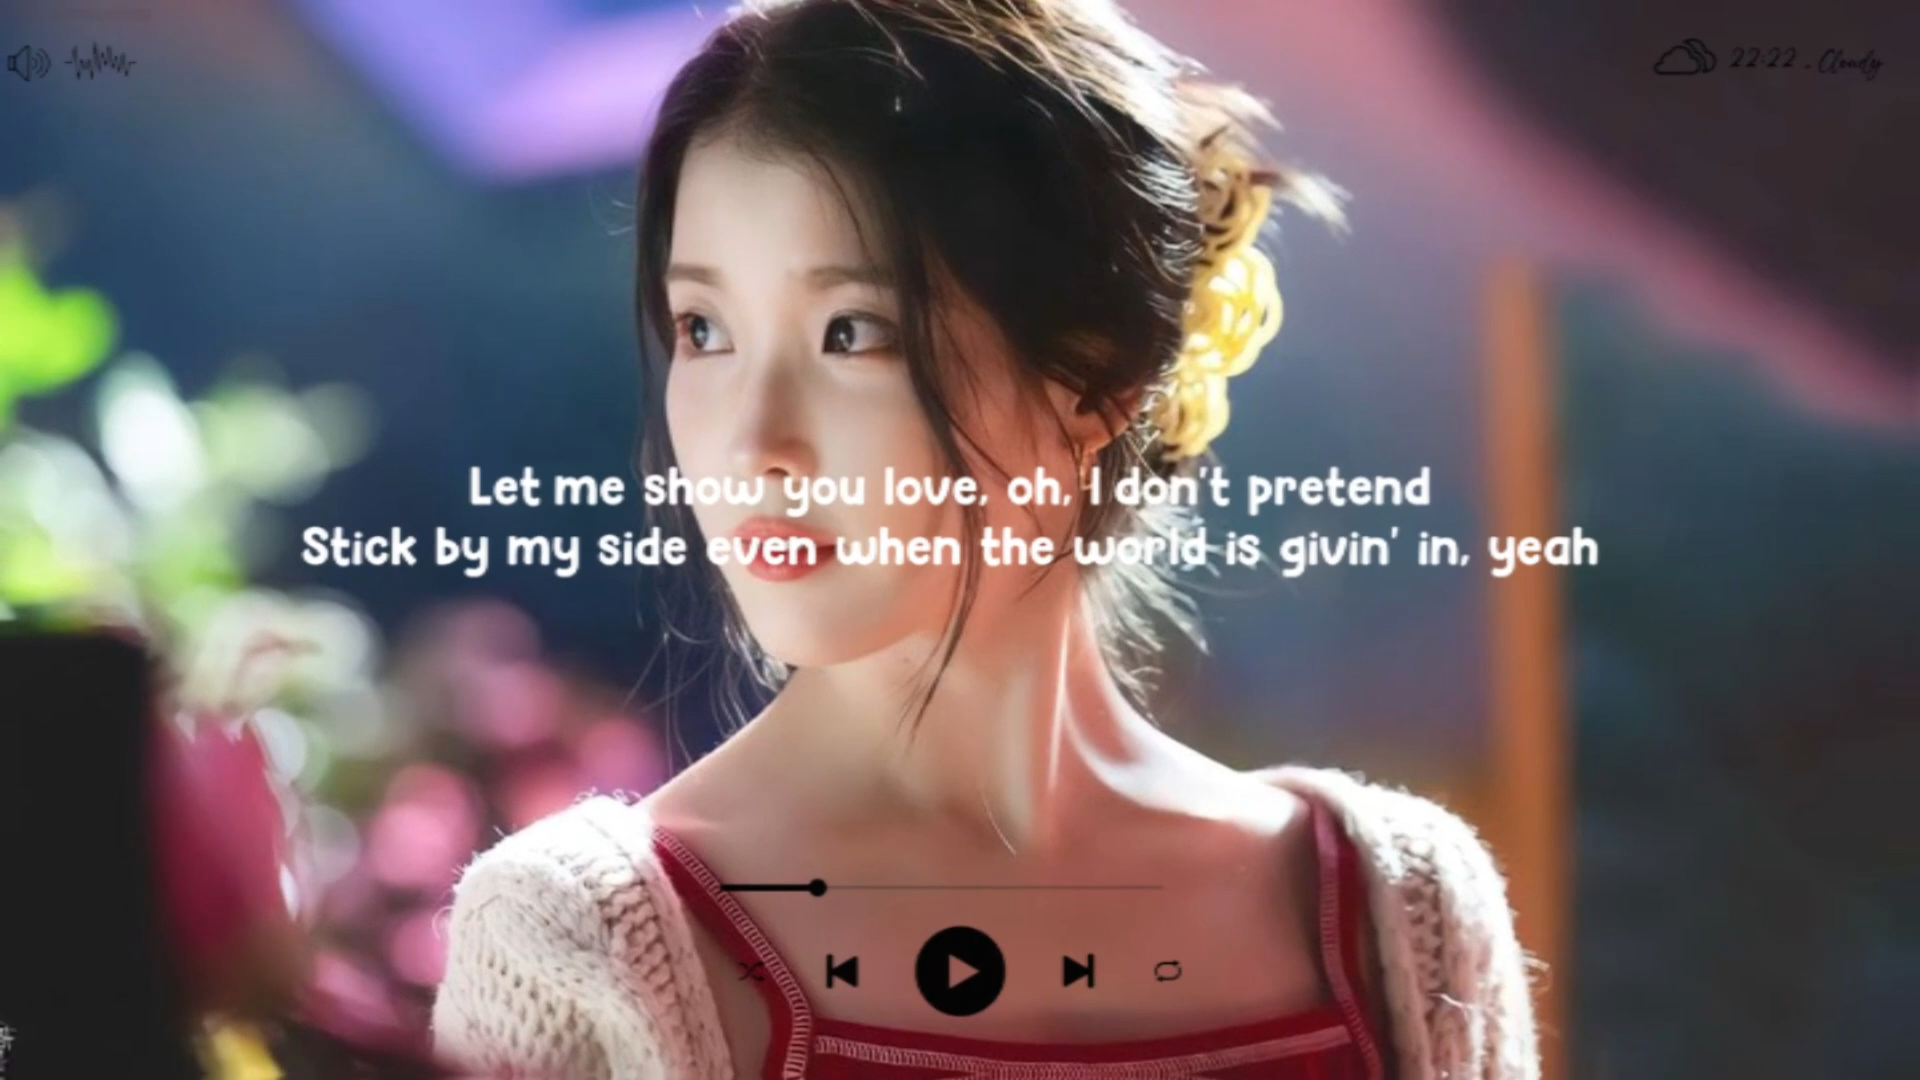 22:22 . Cloudy
Let me show you love, oh, I don't pretend
Stick by my side even when the world is givin' in, yeah